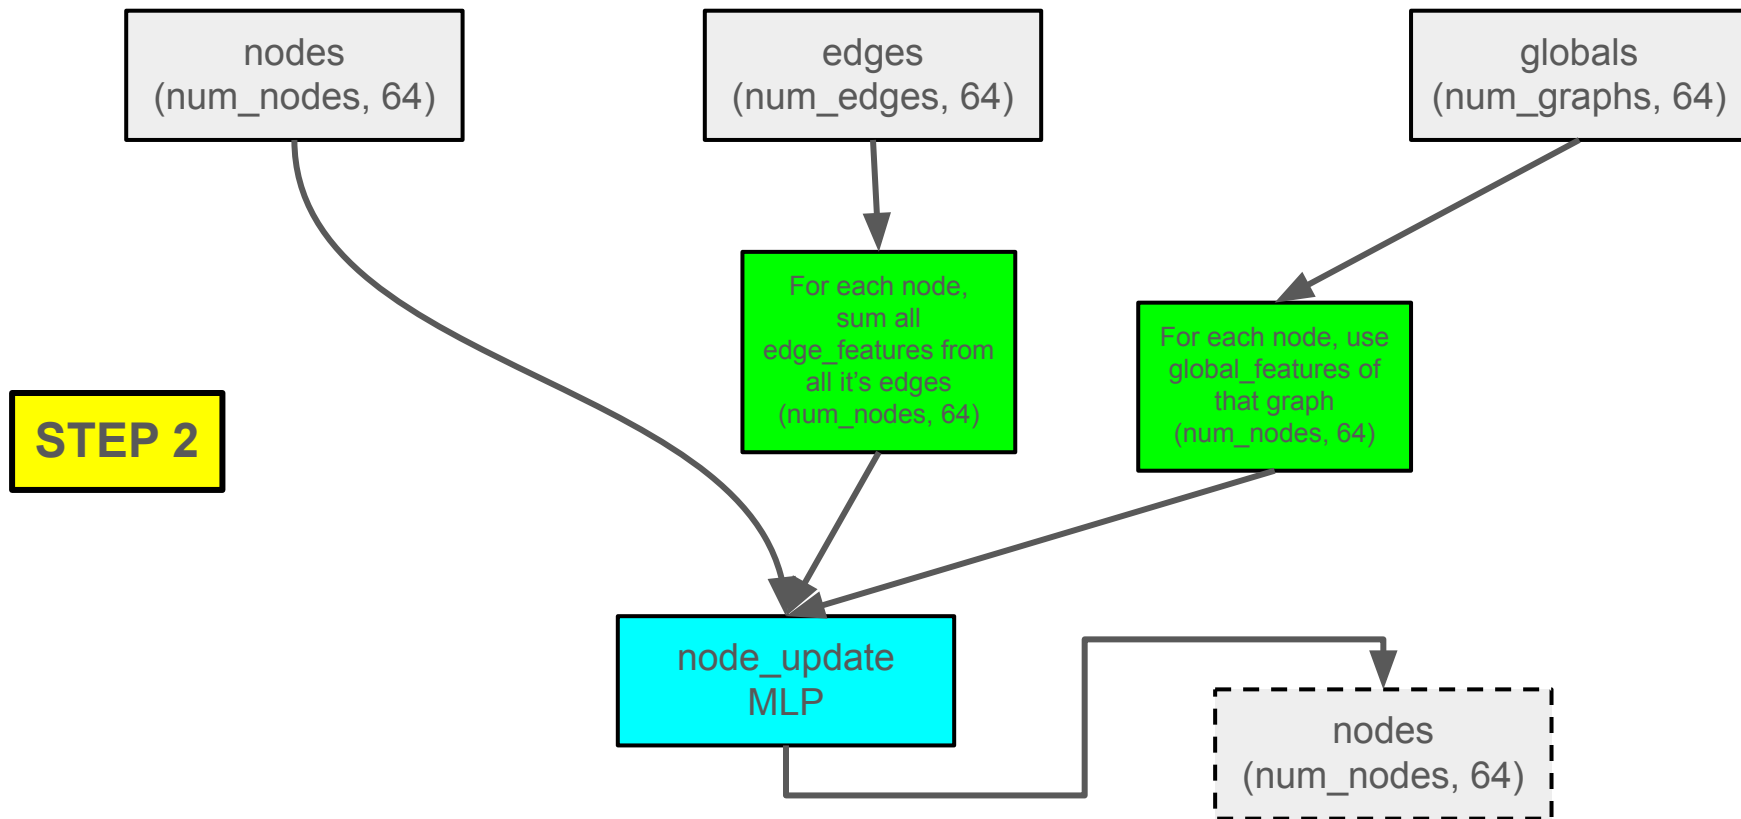 nodes
(num_nodes, 64)
edges
(num_edges, 64)
globals
(num_graphs, 64)
For each node,
sum all
edge_features from
all it's edges
(num_nodes, 64)
For each node, use
global_features of
that graph
(num_nodes, 64)
STEP 2
node_update
MLP
nodes
(num_nodes, 64)